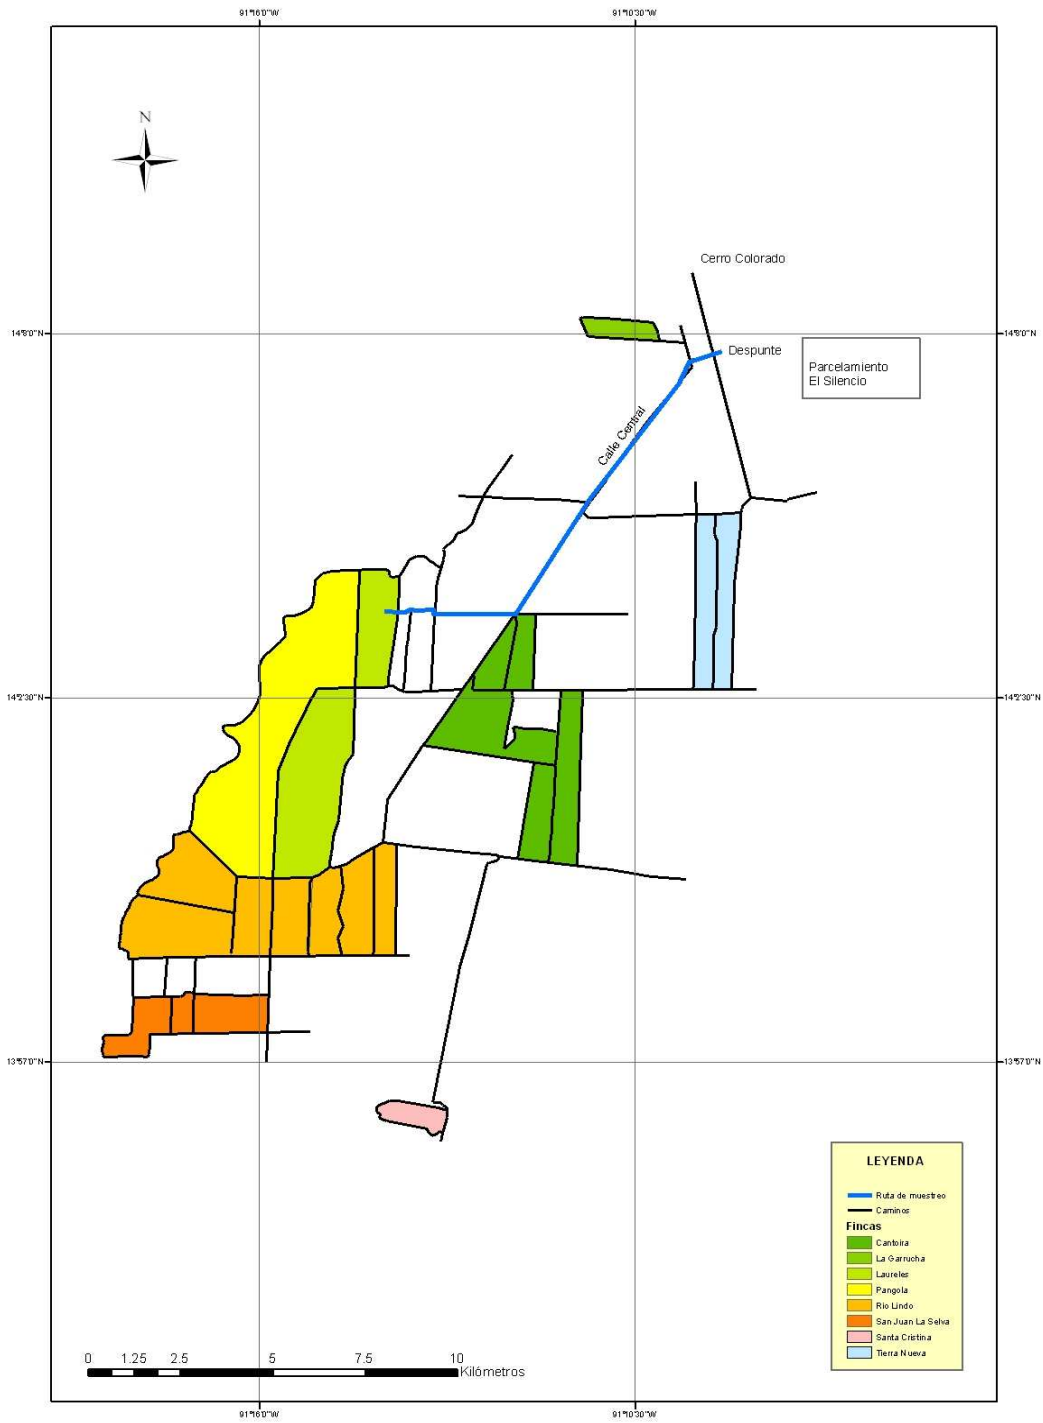 91°16'0"W 91°10'30"W
N
Cerro Colorado
14°8'0"N 14°8'0"N
Despunte
Parcelamiento
El Silencio
Calle Central
14°2'30"N 14°2'30"N
13°57'0"N 13°57'0"N
LEYENDA
Ruta de muestreo
Caminos
Fincas
Cantoira
La Garrucha
Laureles
Pangola
Rio Lindo
San Juan La Selva
Santa Cristina
Tierra Nueva
0 1.25 2.5 5 7.5 10
Kilómetros
91°16'0"W 91°10'30"W